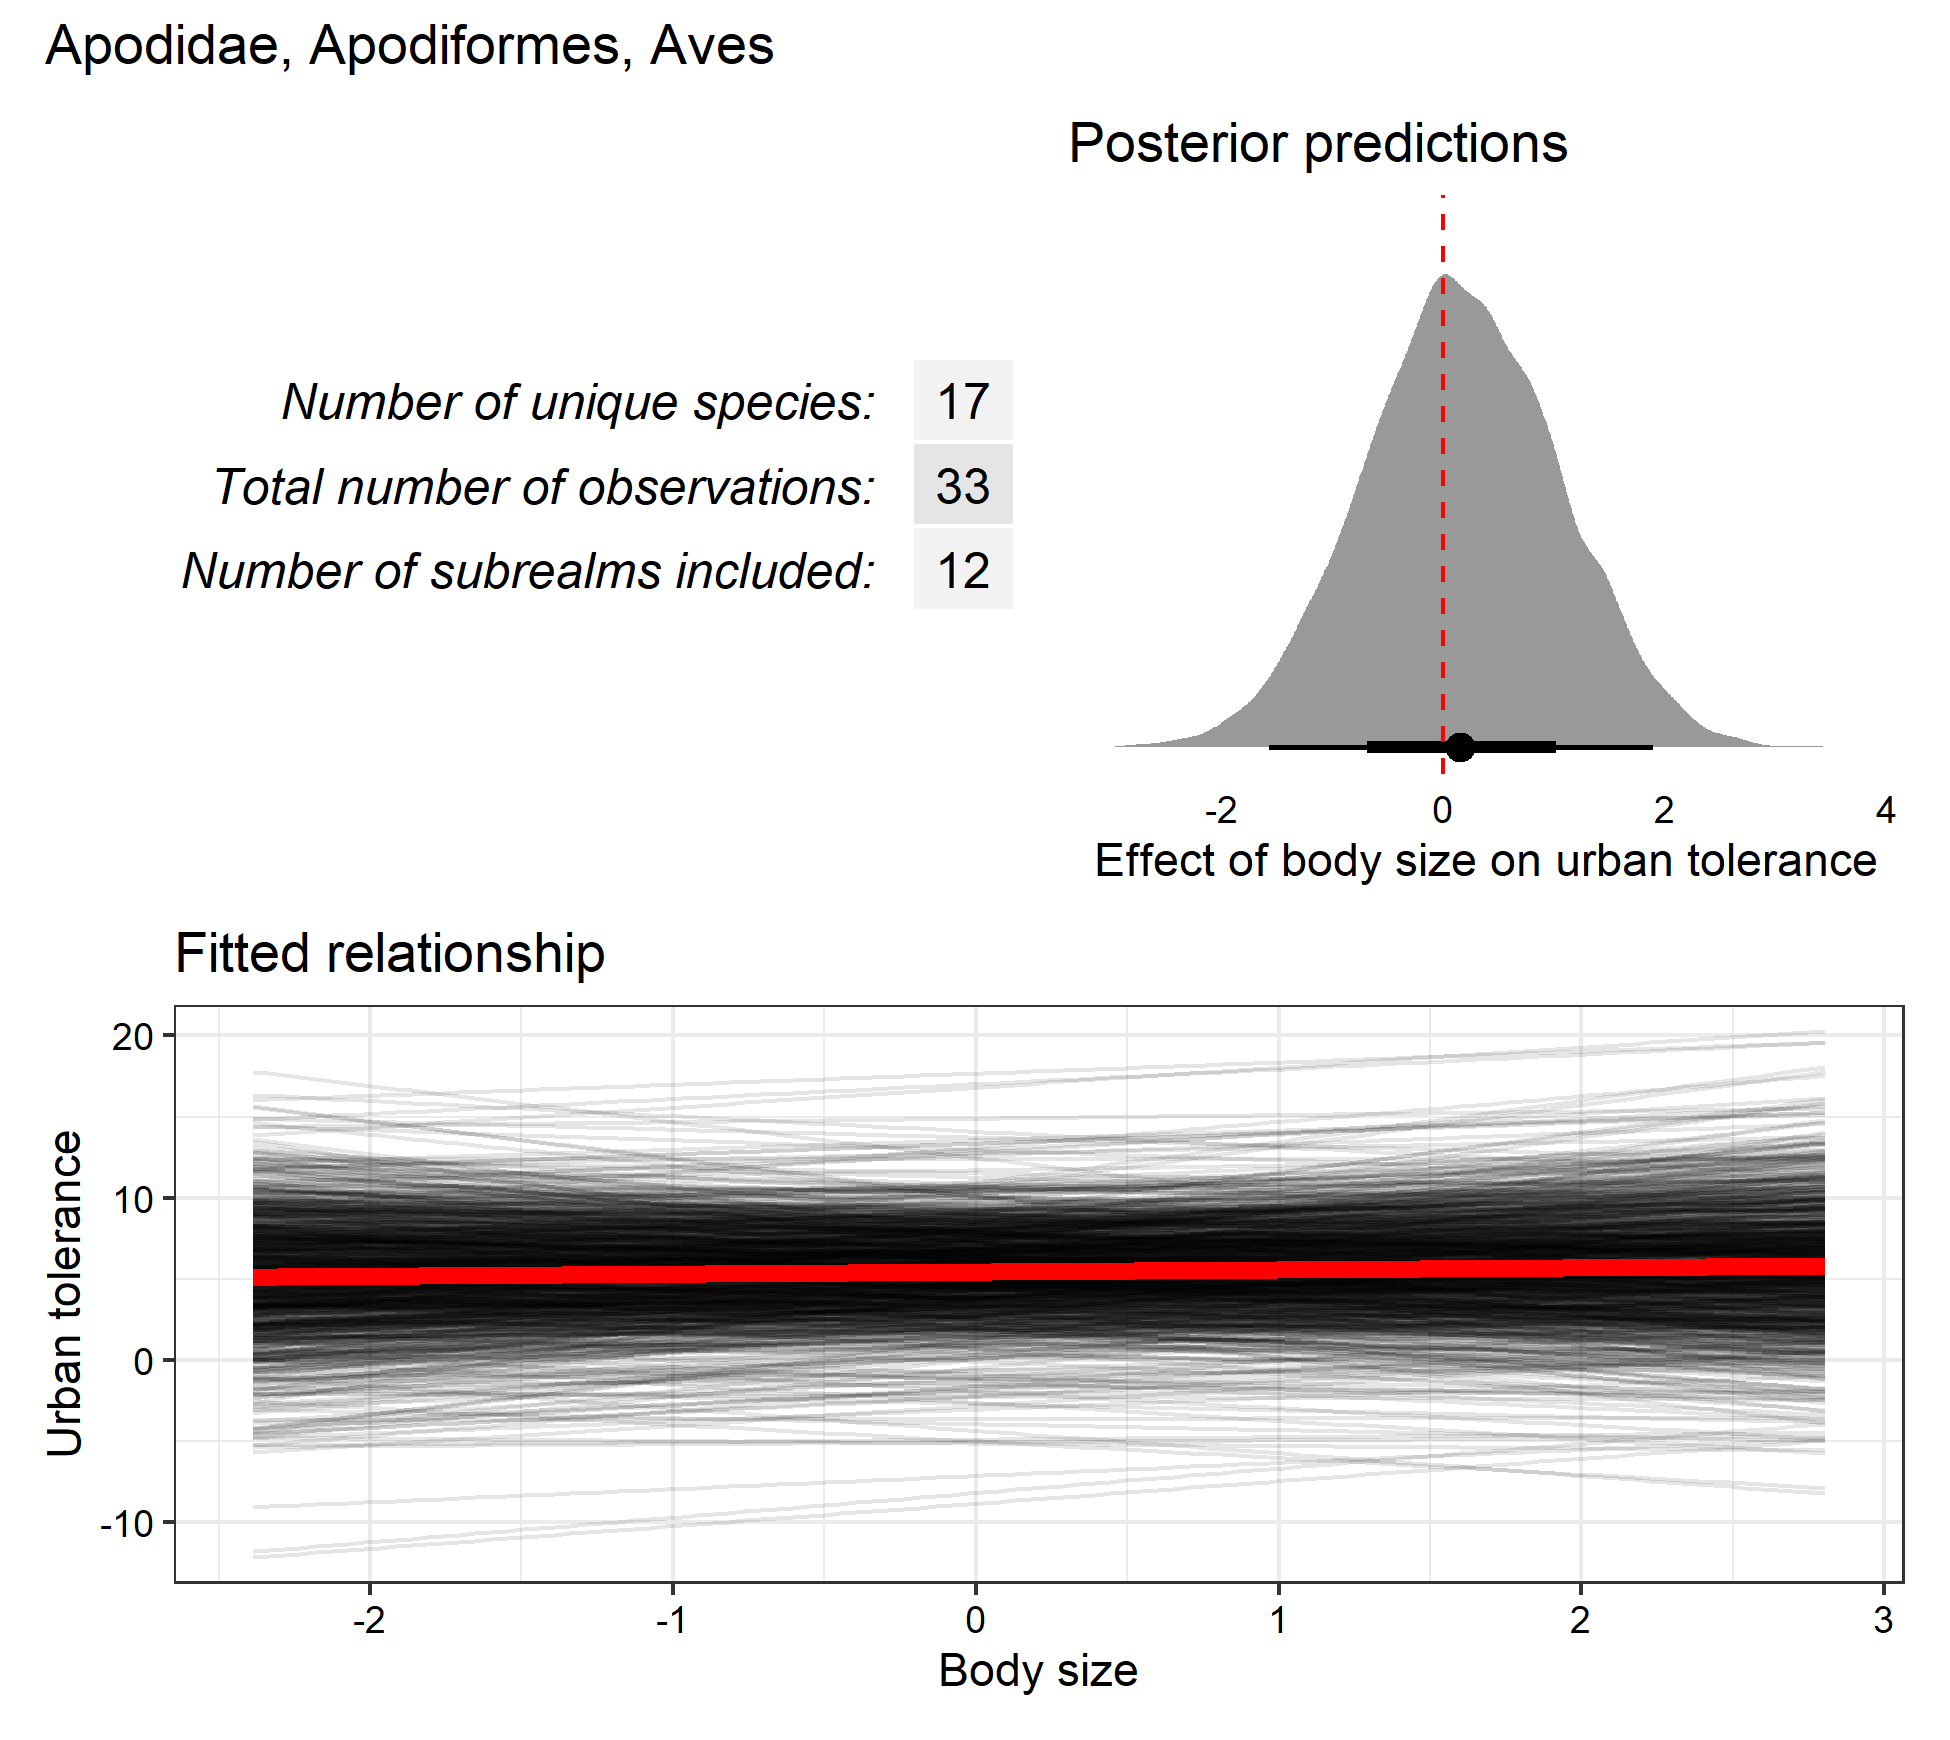 Apodidae, Apodiformes, Aves
Posterior predictions
Number of unique species: 17
Total number of observations: 33
Number of subrealms included: 12
-2 0 2 4
Effect of body size on urban tolerance
Fitted relationship
20
10
0
-10
Urban tolerance
-2 -1 0 1 2 3
Body size